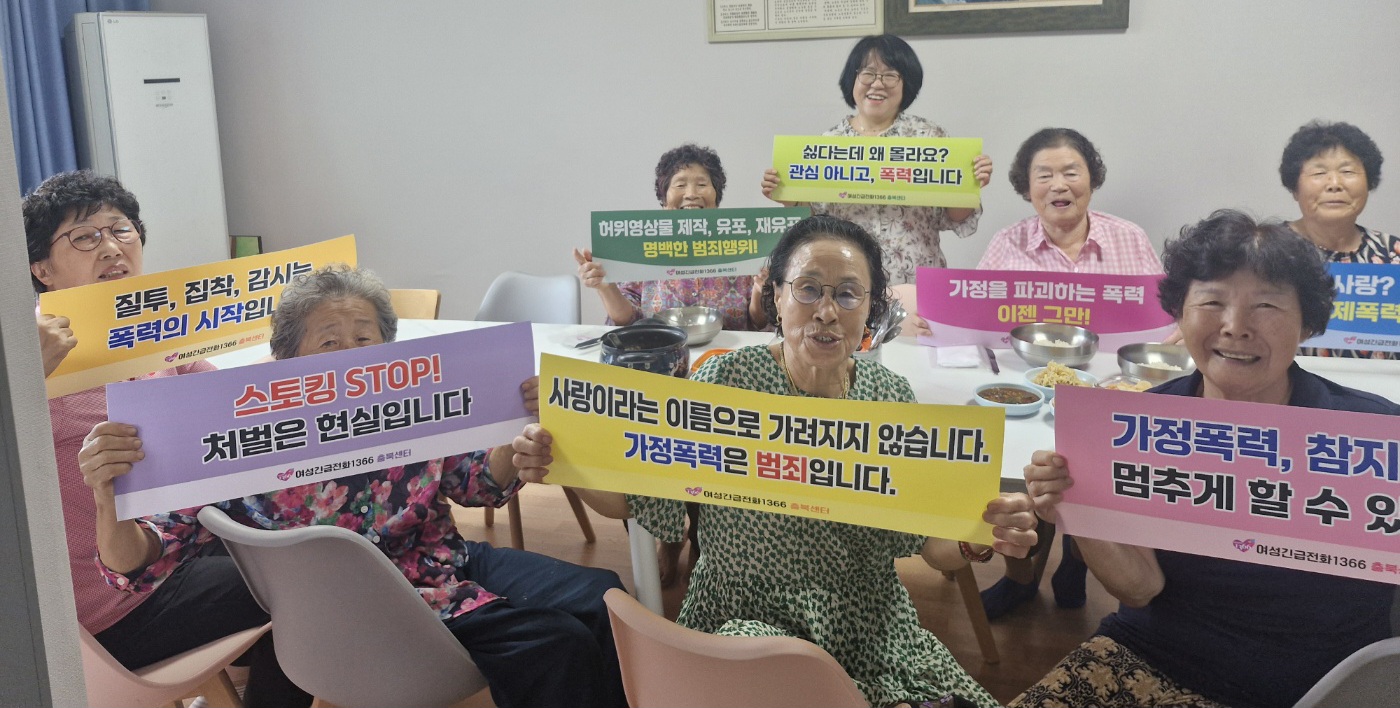 싫다는데 왜 몰라요?
관심 아니고, 폭력입니다
여성긴급전화1366 충북센터
허위영상물 제작, 유포, 재유포
명백한 범죄행위!
여성긴급전화1366 충북센터
질투, 집착, 감시는
폭력의 시작입니
여성긴급전화1366 충북센터
가정을 파괴하는 폭력
이젠 그만!
사랑?
제폭력
스토킹 STOP!
처벌은 현실입니다
여성긴급전화1366 충북센터
사랑이라는 이름으로 가려지지 않습니다.
가정폭력은 범죄입니다.
여성긴급전화1366 충북센터
가정폭력, 참지
멈추게 할 수 있
여성긴급전화1366 충북센